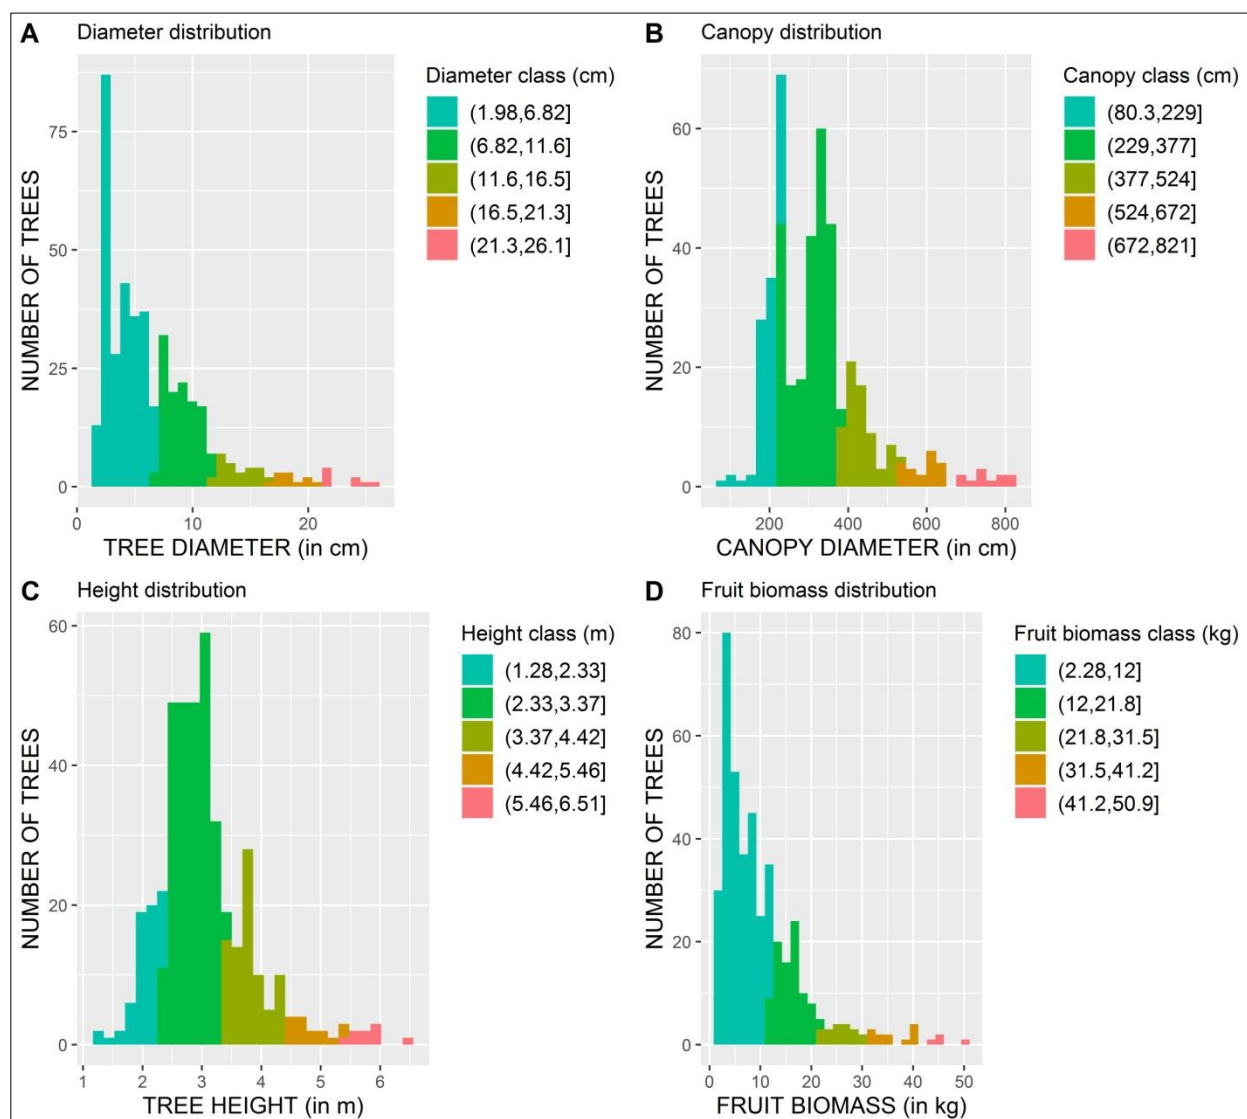 A Diameter distribution
NUMBER OF TREES
75
50
25
0
0 10 20
TREE DIAMETER (in cm)
Diameter class (cm)
(1.98,6.82]
(6.82,11.6]
(11.6,16.5]
(16.5,21.3]
(21.3,26.1]
B Canopy distribution
NUMBER OF TREES
60
40
20
0
200 400 600 800
CANOPY DIAMETER (in cm)
Canopy class (cm)
(80.3,229]
(229,377]
(377,524]
(524,672]
(672,821]
C Height distribution
NUMBER OF TREES
60
40
20
0
1 2 3 4 5 6
TREE HEIGHT (in m)
Height class (m)
(1.28,2.33]
(2.33,3.37]
(3.37,4.42]
(4.42,5.46]
(5.46,6.51]
D Fruit biomass distribution
NUMBER OF TREES
80
60
40
20
0
0 10 20 30 40 50
FRUIT BIOMASS (in kg)
Fruit biomass class (kg)
(2.28,12]
(12,21.8]
(21.8,31.5]
(31.5,41.2]
(41.2,50.9]